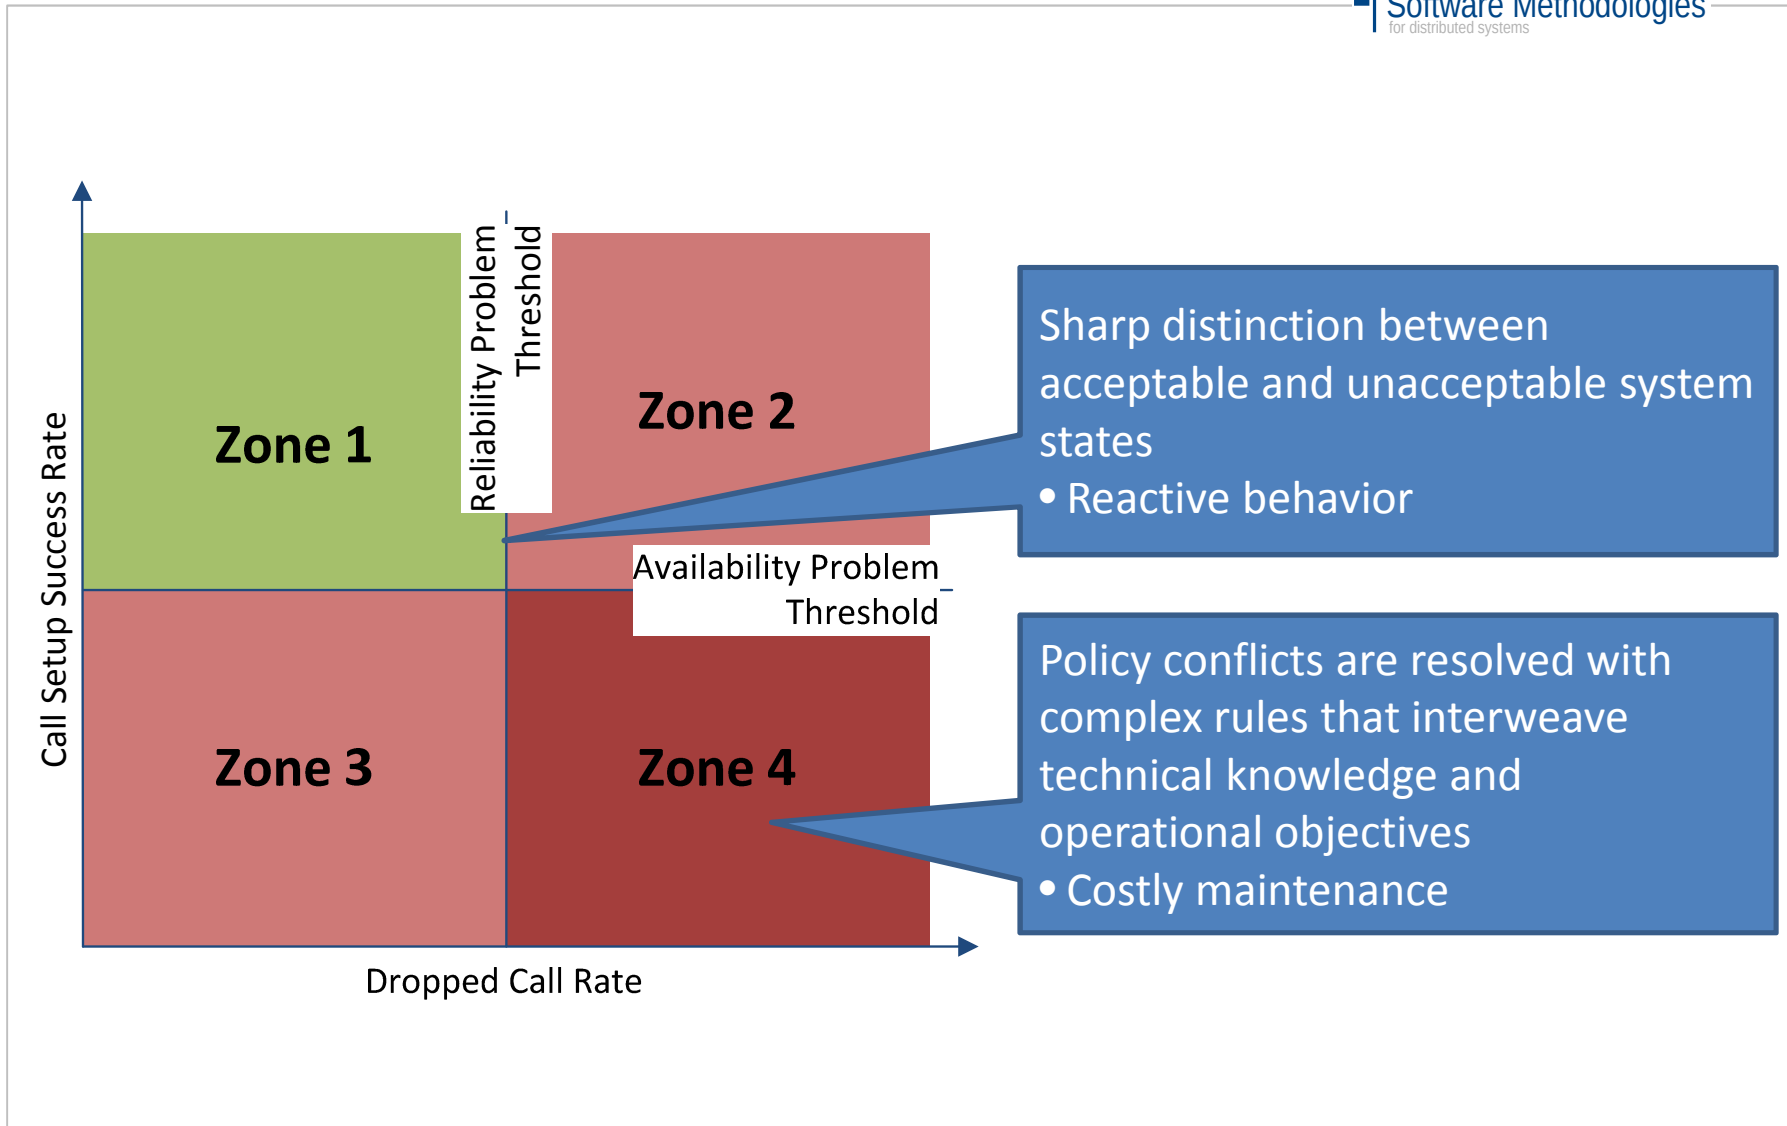 Software Methodologies
for distributed systems
Call Setup Success Rate
Zone 1
Reliability Problem
Threshold
Zone 2
Availability Problem
Threshold
Zone 3
Zone 4
Dropped Call Rate
Sharp distinction between
acceptable and unacceptable system
states
• Reactive behavior
Policy conflicts are resolved with
complex rules that interweave
technical knowledge and
operational objectives
• Costly maintenance